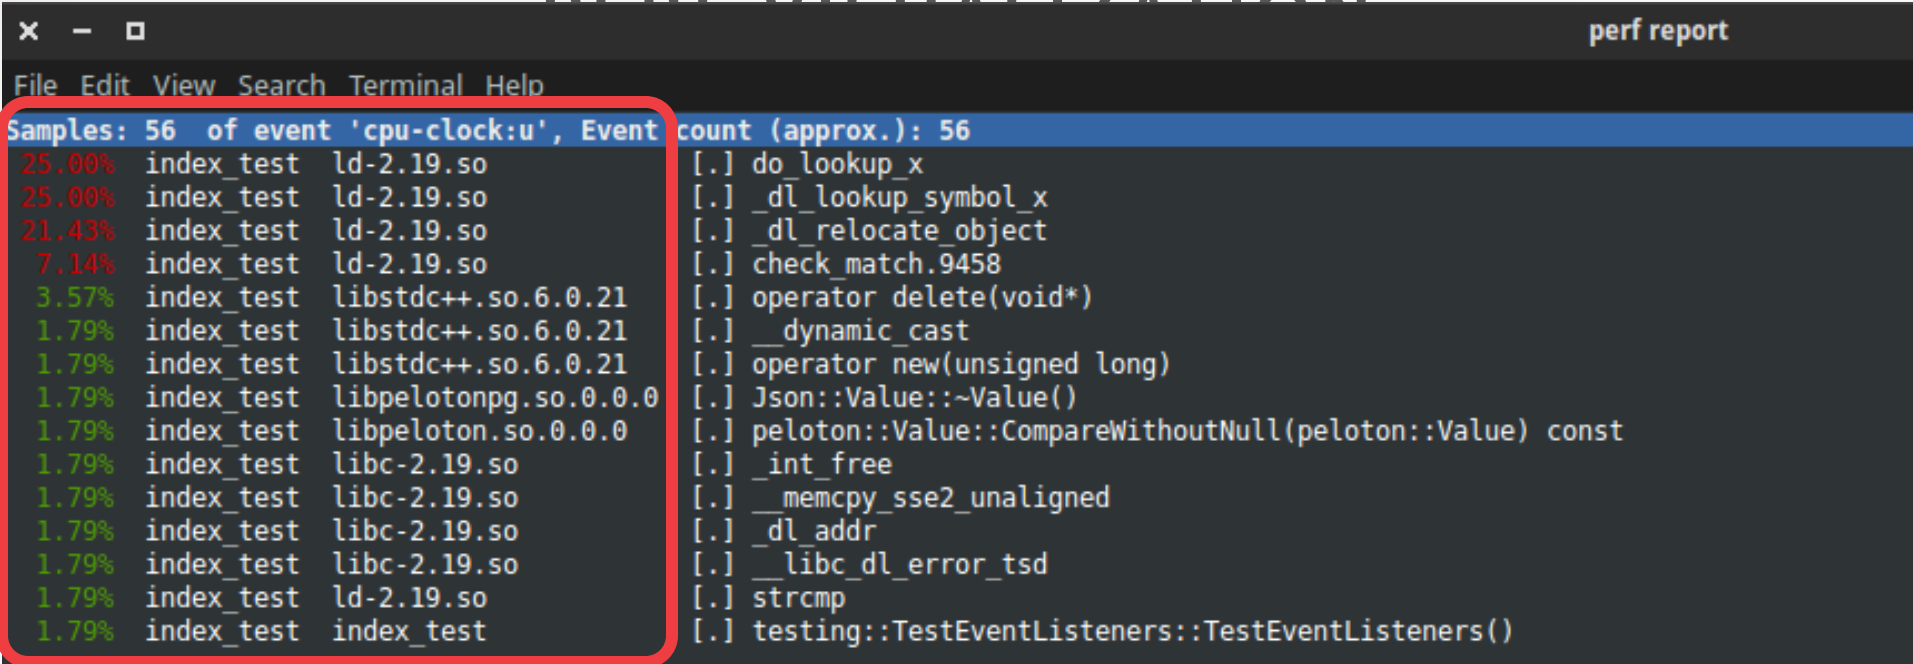 perf report
File Edit View Search Terminal Help
Samples: 56  of event 'cpu-clock:u', Event count (approx.): 56
25.00%  index_test  ld-2.19.so             [.] do_lookup_x
25.00%  index_test  ld-2.19.so             [.] _dl_lookup_symbol_x
21.43%  index_test  ld-2.19.so             [.] _dl_relocate_object
7.14%  index_test  ld-2.19.so             [.] check_match.9458
3.57%  index_test  libstdc++.so.6.0.21    [.] operator delete(void*)
1.79%  index_test  libstdc++.so.6.0.21    [.] __dynamic_cast
1.79%  index_test  libstdc++.so.6.0.21    [.] operator new(unsigned long)
1.79%  index_test  libpelotonpg.so.0.0.0  [.] Json::Value::~Value()
1.79%  index_test  libpeloton.so.0.0.0    [.] peloton::Value::CompareWithoutNull(peloton::Value) const
1.79%  index_test  libc-2.19.so           [.] _int_free
1.79%  index_test  libc-2.19.so           [.] __memcpy_sse2_unaligned
1.79%  index_test  libc-2.19.so           [.] _dl_addr
1.79%  index_test  libc-2.19.so           [.] __libc_dl_error_tsd
1.79%  index_test  ld-2.19.so             [.] strcmp
1.79%  index_test  index_test             [.] testing::TestEventListeners::TestEventListeners()